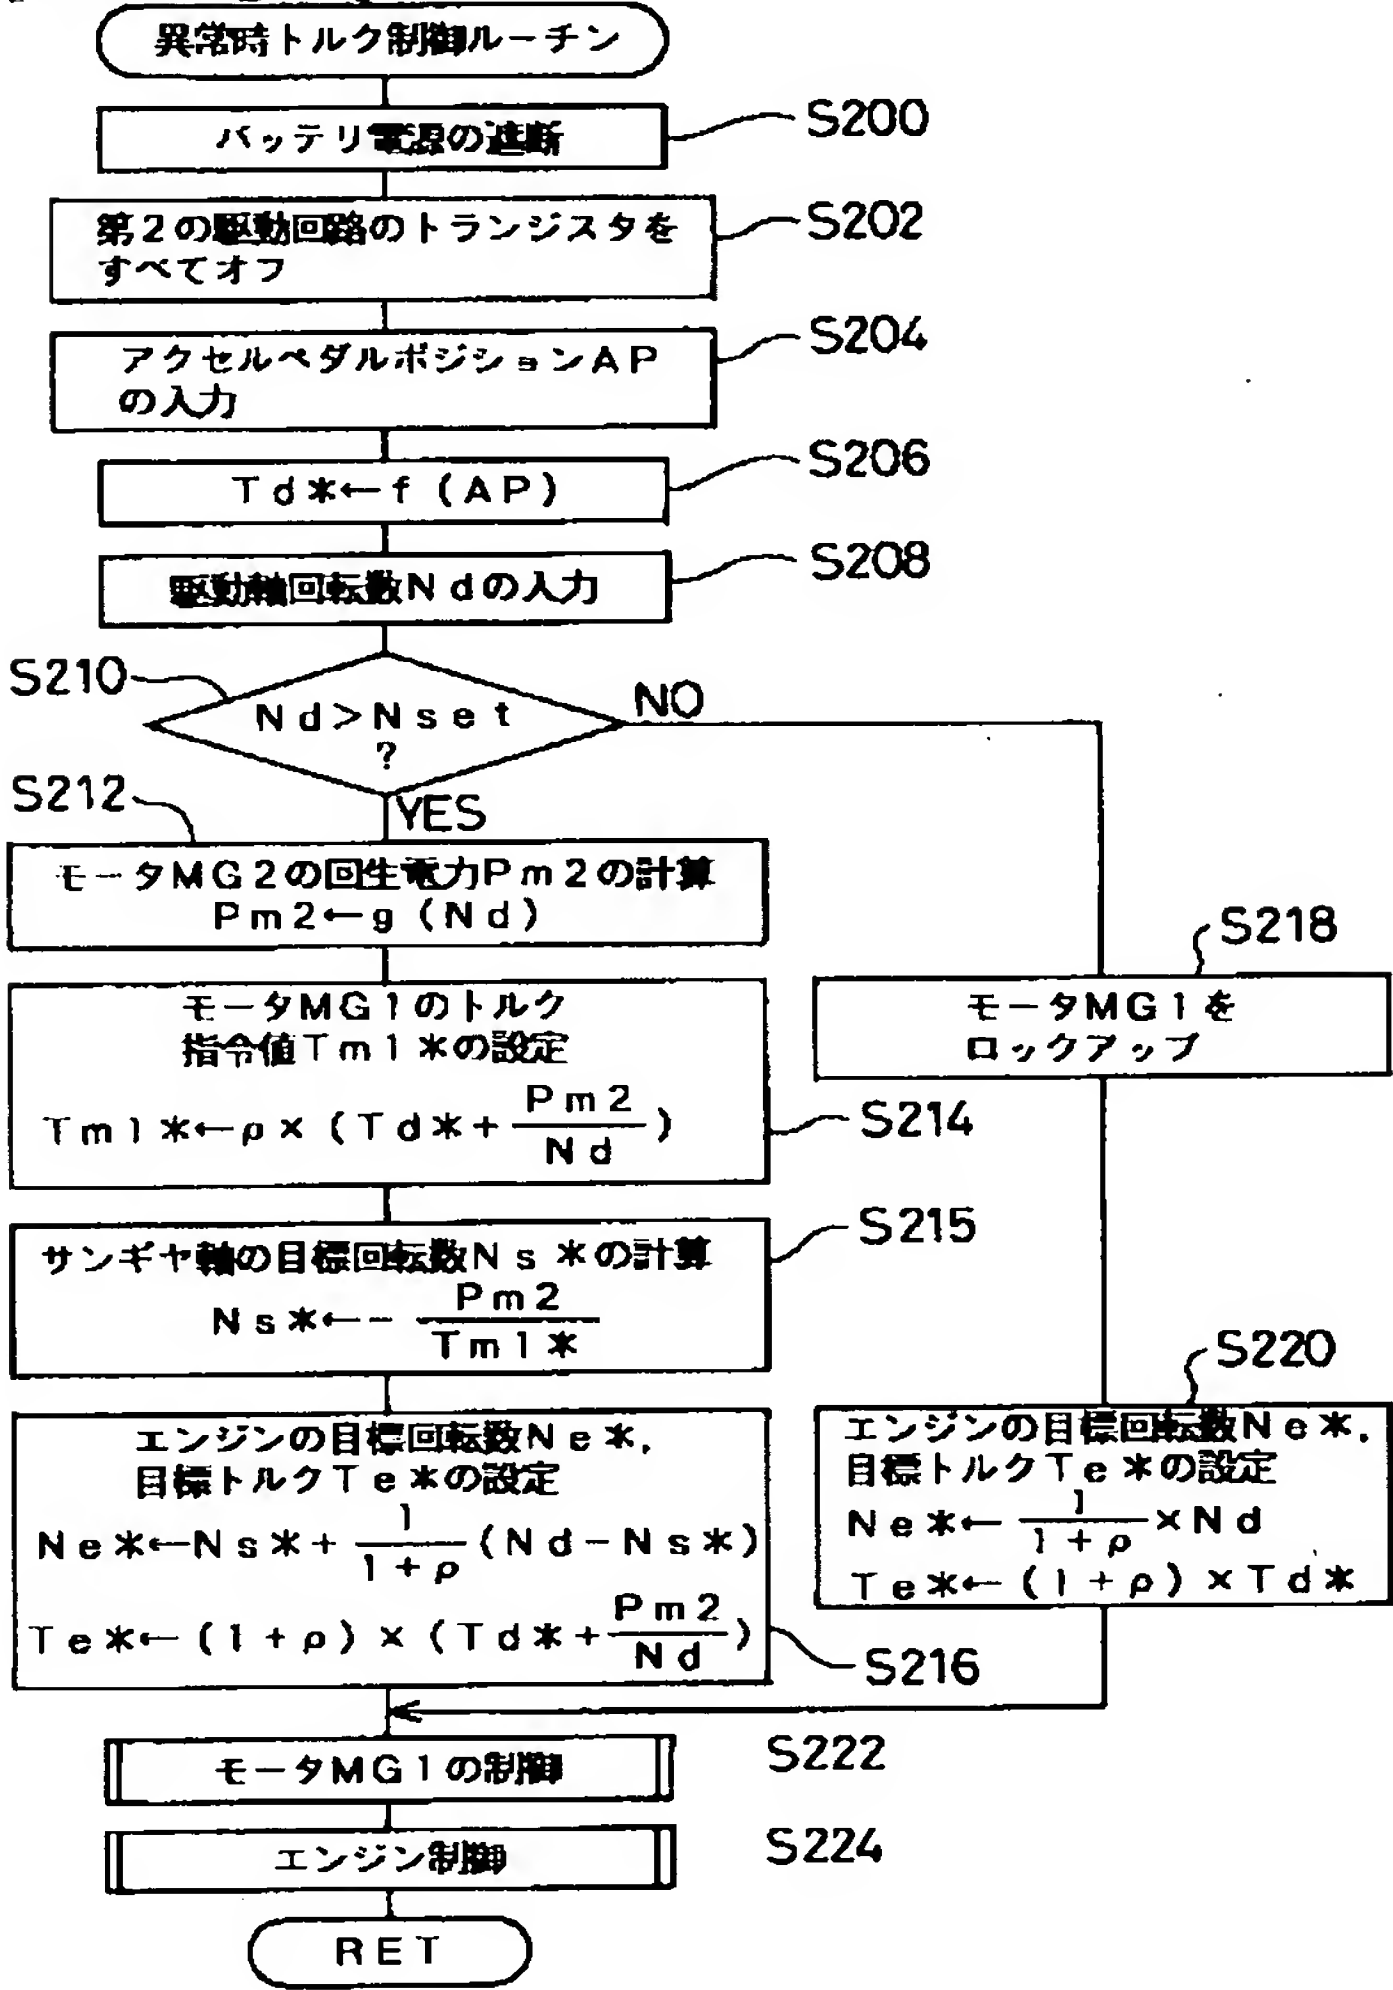 異常時トルク制御ルーチン
バッテリ電源の遮断
S200
第2の駆動回路のトランジスタを
すべてオフ
S202
アクセルペダルポジションAP
の入力
S204
Td*←f(AP)
S206
駆動軸回転数Ndの入力
S208
S210
Nd>Nset
?
NO
YES
S212
モータMG2の回生電力Pm2の計算
Pm2←g(Nd)
モータMG1のトルク
指令値Tm1*の設定
Tm1*←ρ×(Td*+Pm2/Nd)
S214
サンギヤ軸の目標回転数Ns*の計算
Ns*←-Pm2/Tm1*
S215
エンジンの目標回転数Ne*,
目標トルクTe*の設定
Ne*←Ns*+1/(1+ρ)(Nd-Ns*)
Te*←(1+ρ)×(Td*+Pm2/Nd)
S216
S218
モータMG1を
ロックアップ
S220
エンジンの目標回転数Ne*,
目標トルクTe*の設定
Ne*←1/(1+ρ)×Nd
Te*←(1+ρ)×Td*
モータMG1の制御
S222
エンジン制御
S224
RET